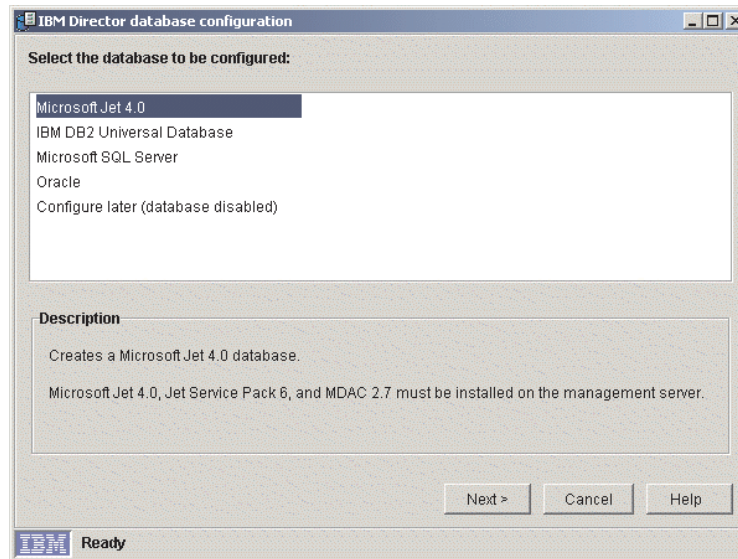 IBM Director database configuration
Select the database to be configured:
Microsoft Jet 4.0
IBM DB2 Universal Database
Microsoft SQL Server
Oracle
Configure later (database disabled)
Description
Creates a Microsoft Jet 4.0 database.
Microsoft Jet 4.0, Jet Service Pack 6, and MDAC 2.7 must be installed on the management server.
Next >
Cancel
Help
IBM
Ready